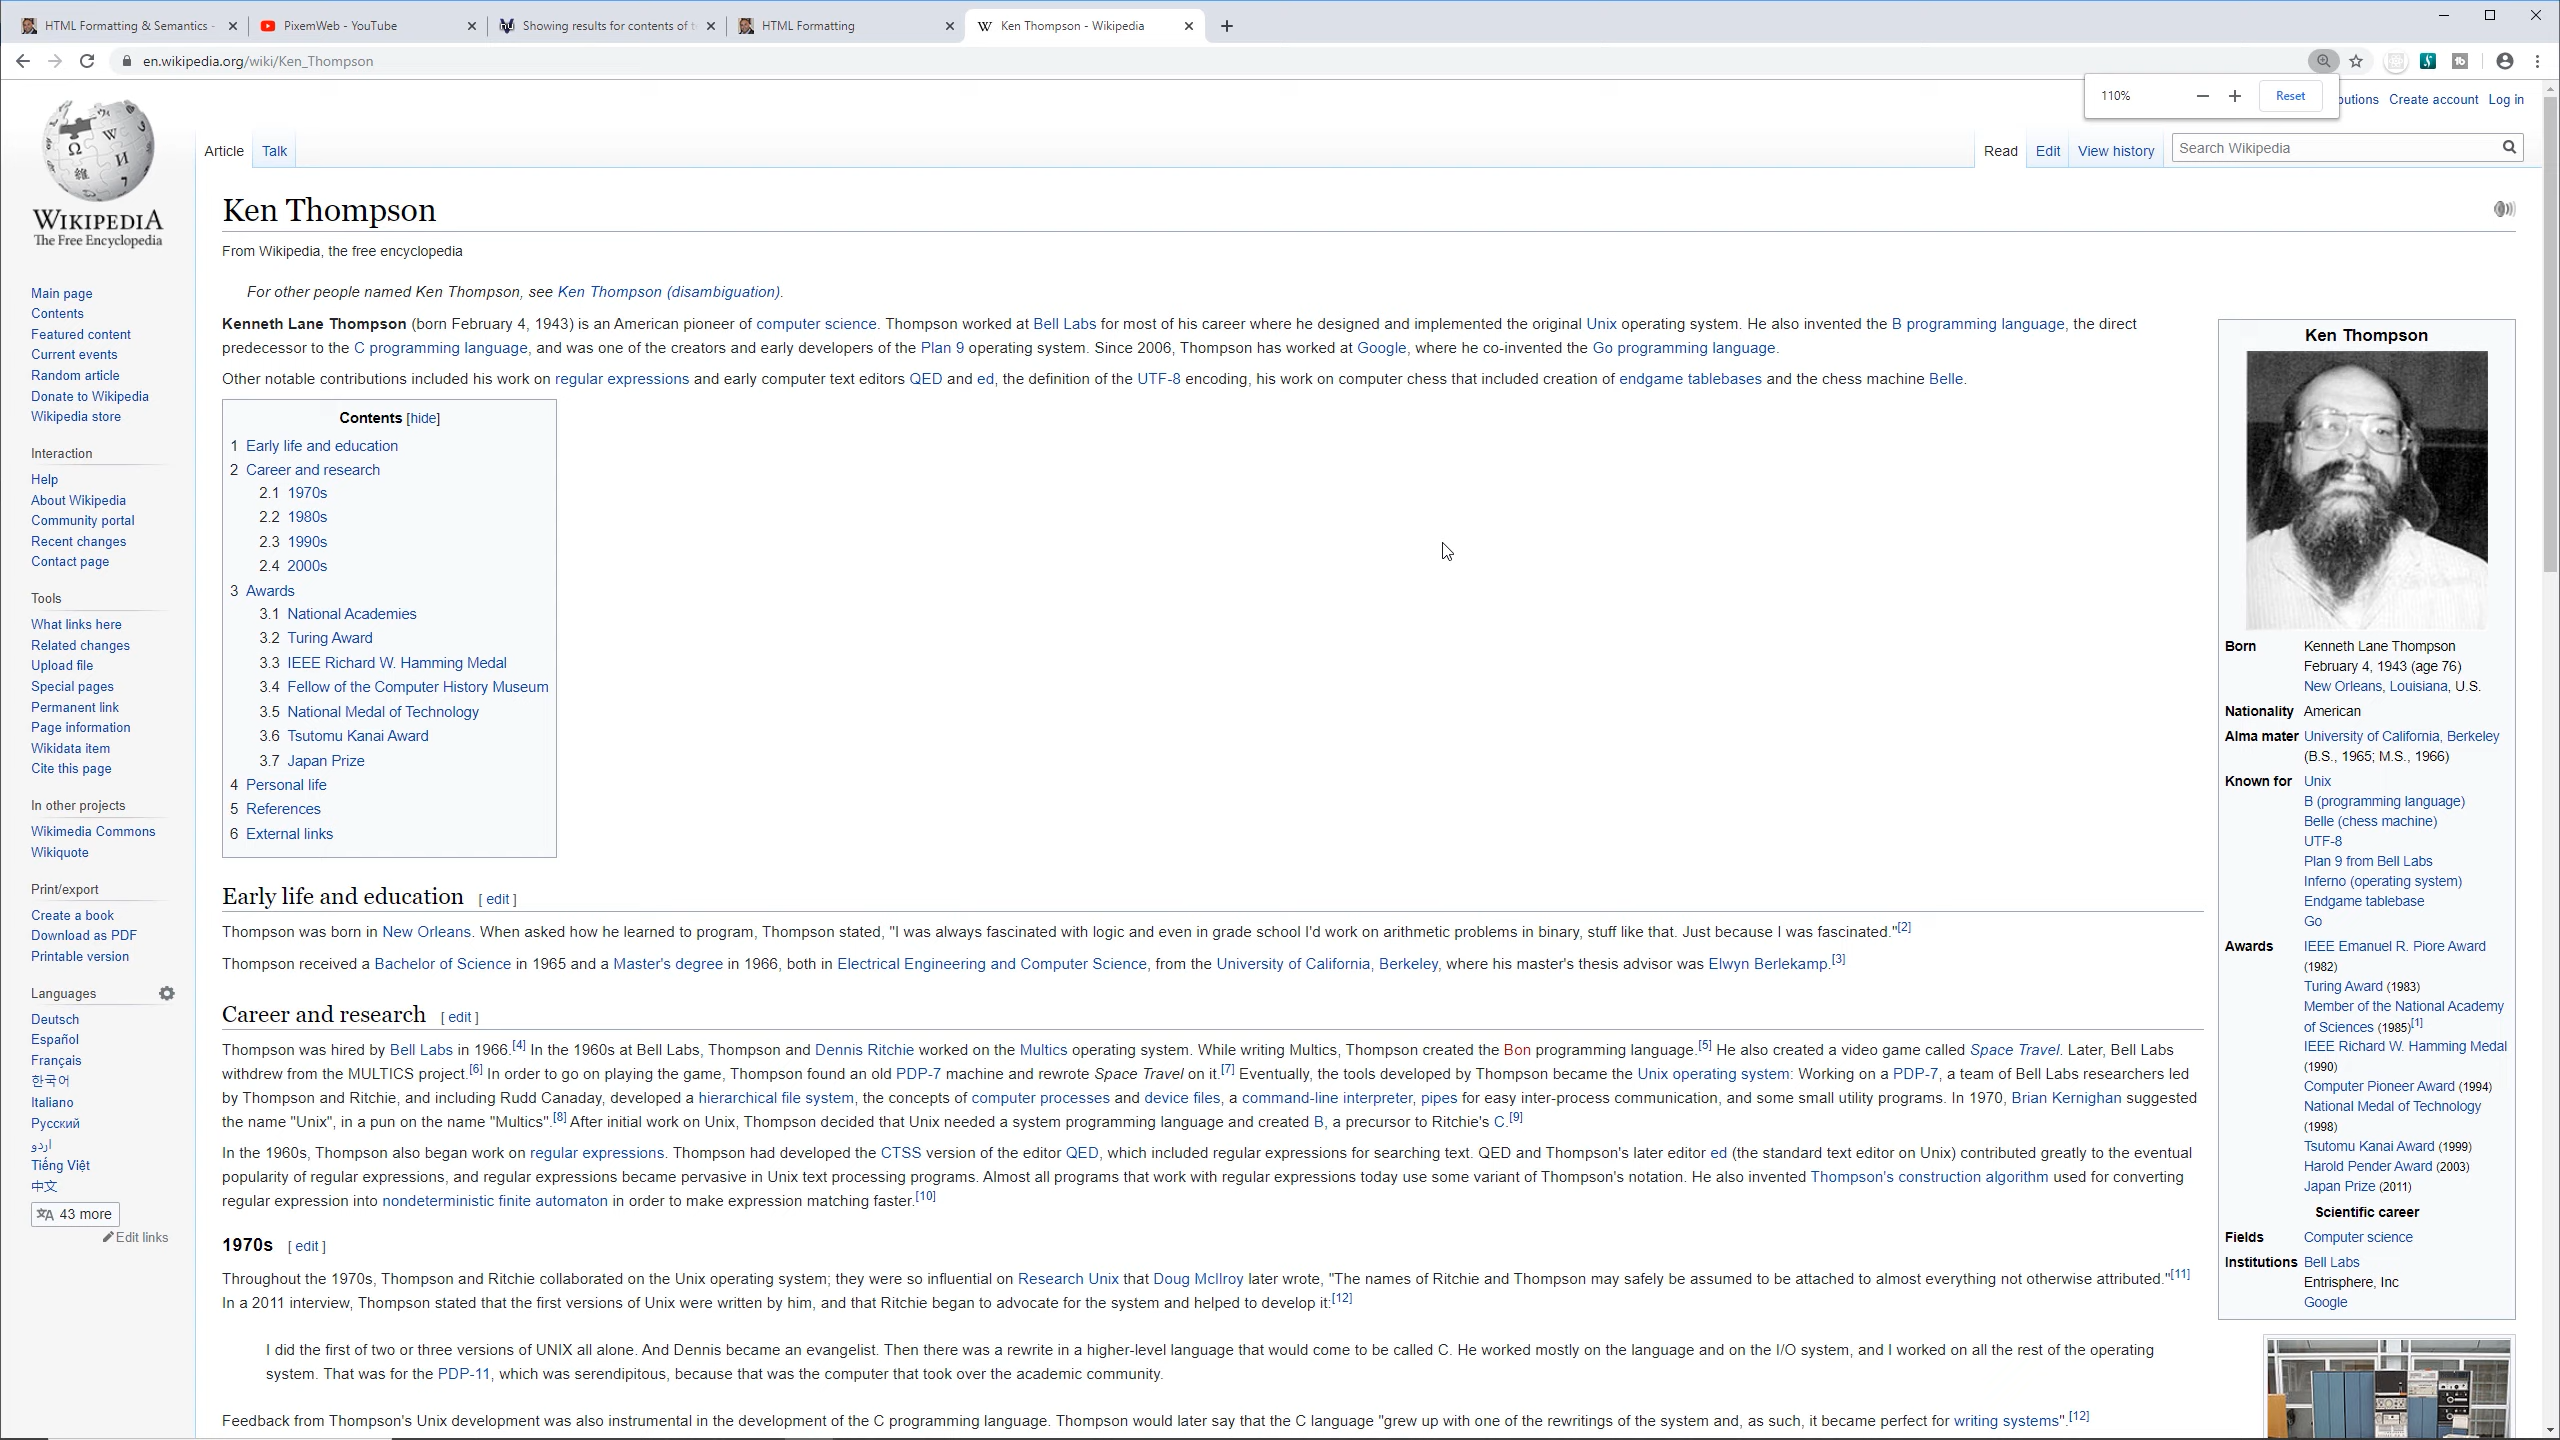 HTML Formatting & Semantics -
PixemWeb - YouTube
Showing results for contents of t
HTML Formatting
Ken Thompson - Wikipedia
en.wikipedia.org/wiki/Ken_Thompson
110%
Reset
butions Create account Log in
Article Talk
Read Edit View history
Search Wikipedia
WIKIPEDIA
The Free Encyclopedia
Main page
Contents
Featured content
Current events
Random article
Donate to Wikipedia
Wikipedia store
Interaction
Help
About Wikipedia
Community portal
Recent changes
Contact page
Tools
What links here
Related changes
Upload file
Special pages
Permanent link
Page information
Wikidata item
Cite this page
In other projects
Wikimedia Commons
Wikiquote
Print/export
Create a book
Download as PDF
Printable version
Languages
Deutsch
Español
Français
한국어
Italiano
Русский
اردو
Tiếng Việt
中文
43 more
Edit links
Ken Thompson
From Wikipedia, the free encyclopedia
For other people named Ken Thompson, see Ken Thompson (disambiguation).
Kenneth Lane Thompson (born February 4, 1943) is an American pioneer of computer science. Thompson worked at Bell Labs for most of his career where he designed and implemented the original Unix operating system. He also invented the B programming language, the direct
predecessor to the C programming language, and was one of the creators and early developers of the Plan 9 operating system. Since 2006, Thompson has worked at Google, where he co-invented the Go programming language.
Other notable contributions included his work on regular expressions and early computer text editors QED and ed, the definition of the UTF-8 encoding, his work on computer chess that included creation of endgame tablebases and the chess machine Belle.
Contents [hide]
1 Early life and education
2 Career and research
2.1 1970s
2.2 1980s
2.3 1990s
2.4 2000s
3 Awards
3.1 National Academies
3.2 Turing Award
3.3 IEEE Richard W. Hamming Medal
3.4 Fellow of the Computer History Museum
3.5 National Medal of Technology
3.6 Tsutomu Kanai Award
3.7 Japan Prize
4 Personal life
5 References
6 External links
Early life and education [ edit ]
Thompson was born in New Orleans. When asked how he learned to program, Thompson stated, "I was always fascinated with logic and even in grade school I'd work on arithmetic problems in binary, stuff like that. Just because I was fascinated."[2]
Thompson received a Bachelor of Science in 1965 and a Master's degree in 1966, both in Electrical Engineering and Computer Science, from the University of California, Berkeley, where his master's thesis advisor was Elwyn Berlekamp.[3]
Career and research [ edit ]
Thompson was hired by Bell Labs in 1966.[4] In the 1960s at Bell Labs, Thompson and Dennis Ritchie worked on the Multics operating system. While writing Multics, Thompson created the Bon programming language.[5] He also created a video game called Space Travel. Later, Bell Labs
withdrew from the MULTICS project.[6] In order to go on playing the game, Thompson found an old PDP-7 machine and rewrote Space Travel on it.[7] Eventually, the tools developed by Thompson became the Unix operating system: Working on a PDP-7, a team of Bell Labs researchers led
by Thompson and Ritchie, and including Rudd Canaday, developed a hierarchical file system, the concepts of computer processes and device files, a command-line interpreter, pipes for easy inter-process communication, and some small utility programs. In 1970, Brian Kernighan suggested
the name "Unix", in a pun on the name "Multics".[8] After initial work on Unix, Thompson decided that Unix needed a system programming language and created B, a precursor to Ritchie's C.[9]
In the 1960s, Thompson also began work on regular expressions. Thompson had developed the CTSS version of the editor QED, which included regular expressions for searching text. QED and Thompson's later editor ed (the standard text editor on Unix) contributed greatly to the eventual
popularity of regular expressions, and regular expressions became pervasive in Unix text processing programs. Almost all programs that work with regular expressions today use some variant of Thompson's notation. He also invented Thompson's construction algorithm used for converting
regular expression into nondeterministic finite automaton in order to make expression matching faster.[10]
1970s [ edit ]
Throughout the 1970s, Thompson and Ritchie collaborated on the Unix operating system; they were so influential on Research Unix that Doug McIlroy later wrote, "The names of Ritchie and Thompson may safely be assumed to be attached to almost everything not otherwise attributed."[11]
In a 2011 interview, Thompson stated that the first versions of Unix were written by him, and that Ritchie began to advocate for the system and helped to develop it:[12]
I did the first of two or three versions of UNIX all alone. And Dennis became an evangelist. Then there was a rewrite in a higher-level language that would come to be called C. He worked mostly on the language and on the I/O system, and I worked on all the rest of the operating
system. That was for the PDP-11, which was serendipitous, because that was the computer that took over the academic community.
Feedback from Thompson's Unix development was also instrumental in the development of the C programming language. Thompson would later say that the C language "grew up with one of the rewritings of the system and, as such, it became perfect for writing systems".[12]
Ken Thompson
Born Kenneth Lane Thompson
February 4, 1943 (age 76)
New Orleans, Louisiana, U.S.
Nationality American
Alma mater University of California, Berkeley
(B.S., 1965; M.S., 1966)
Known for Unix
B (programming language)
Belle (chess machine)
UTF-8
Plan 9 from Bell Labs
Inferno (operating system)
Endgame tablebase
Go
Awards IEEE Emanuel R. Piore Award
(1982)
Turing Award (1983)
Member of the National Academy
of Sciences (1985)[1]
IEEE Richard W. Hamming Medal
(1990)
Computer Pioneer Award (1994)
National Medal of Technology
(1998)
Tsutomu Kanai Award (1999)
Harold Pender Award (2003)
Japan Prize (2011)
Scientific career
Fields Computer science
Institutions Bell Labs
Entrisphere, Inc
Google